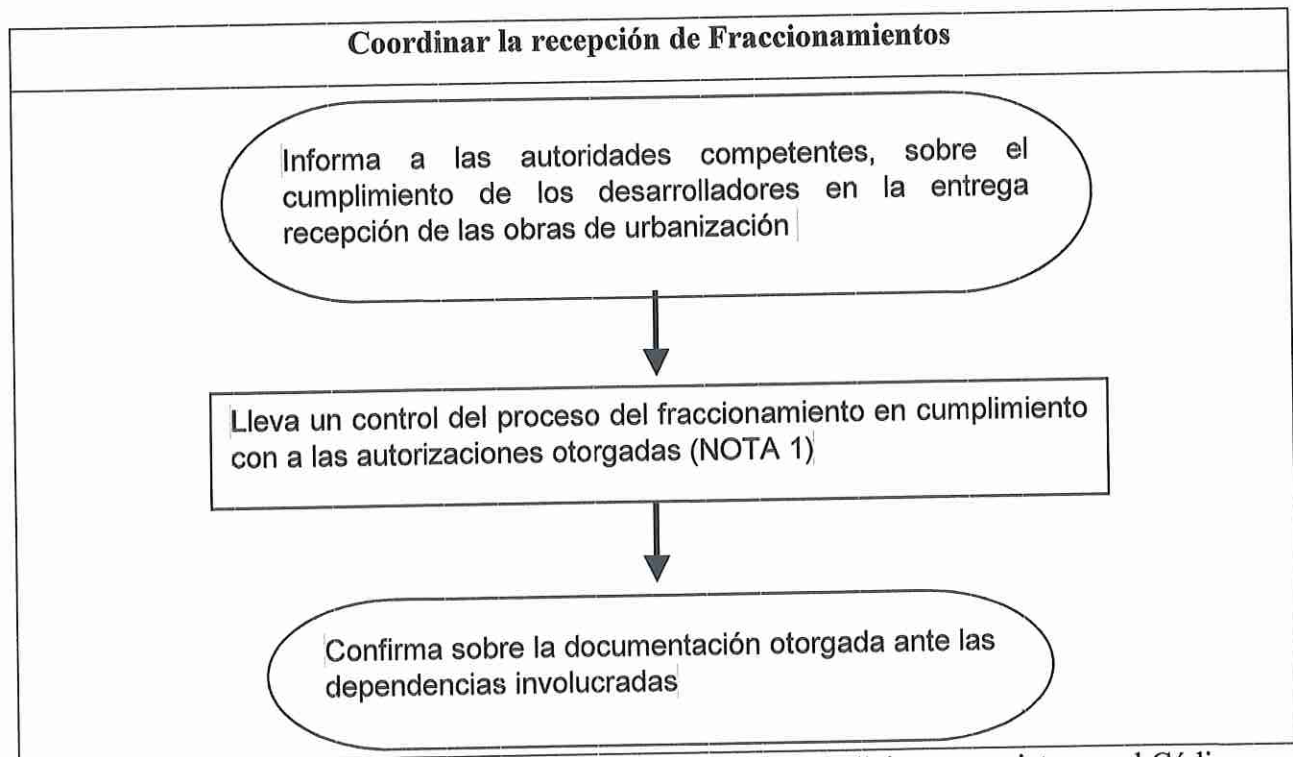 Coordinar la recepción de Fraccionamientos
Informa a las autoridades competentes, sobre el
cumplimiento de los desarrolladores en la entrega
recepción de las obras de urbanización
Lleva un control del proceso del fraccionamiento en cumplimiento
con a las autorizaciones otorgadas (NOTA 1)
Confirma sobre la documentación otorgada ante las
dependencias involucradas